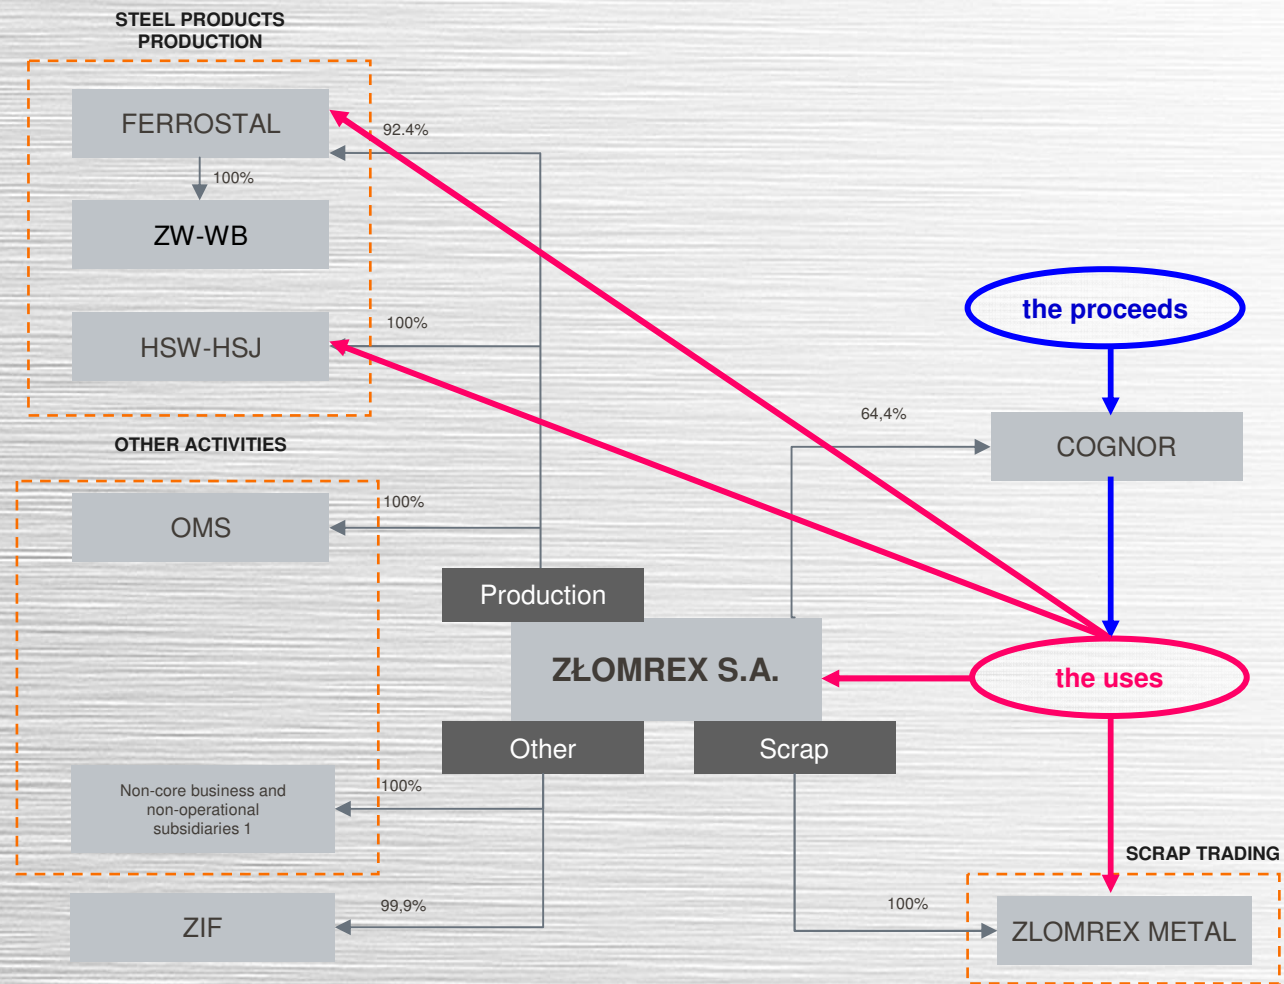 STEEL PRODUCTS
PRODUCTION
FERROSTAL
92.4%
100%
ZW-WB
HSW-HSJ
100%
the proceeds
64,4%
COGNOR
OTHER ACTIVITIES
OMS
100%
Production
ZŁOMREX S.A.
the uses
Other
Scrap
Non-core business and
non-operational
subsidiaries 1
100%
SCRAP TRADING
ZIF
99,9%
100%
ZLOMREX METAL